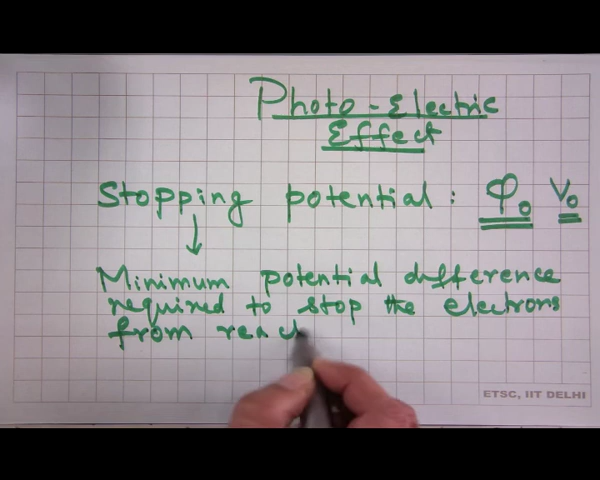 Photo-Electric
Effect
Stopping potential: φ₀ V₀
Minimum potential difference
required to stop the electrons
from reac
ETSC, IIT DELHI